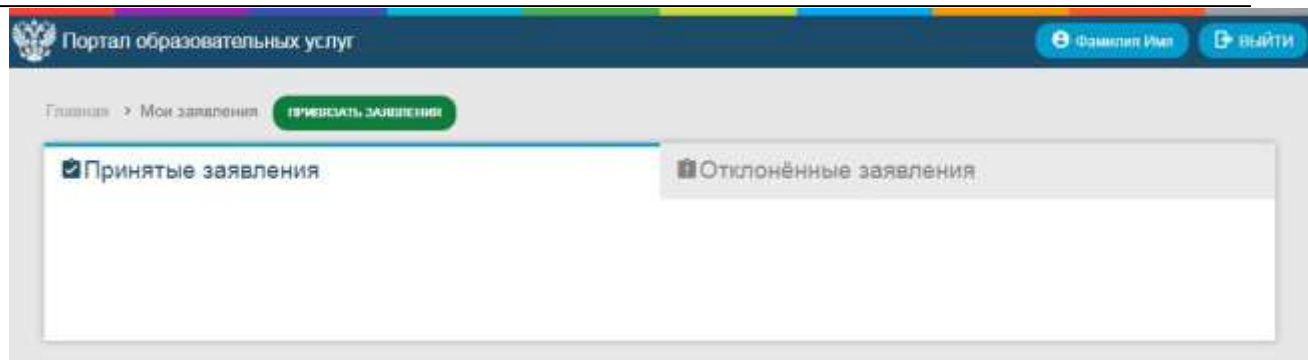 Портал образовательных услуг
Фамилия Имя
ВЫЙТИ
Главная > Мои заявления ПРИВЯЗАТЬ ЗАЯВЛЕНИЯ
Принятые заявления
Отклонённые заявления